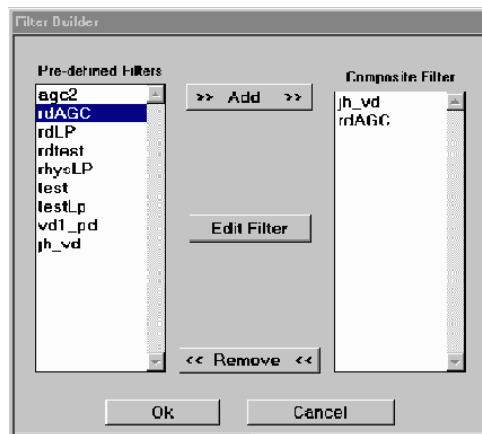 Filter Builder
Pre-defined Filters
agc2
rdAGC
rdLP
rdtest
rhysLP
test
testLp
vd1_pd
jh_vd
>> Add >>
Edit Filter
<< Remove <<
Composite Filter
jh_vd
rdAGC
Ok
Cancel